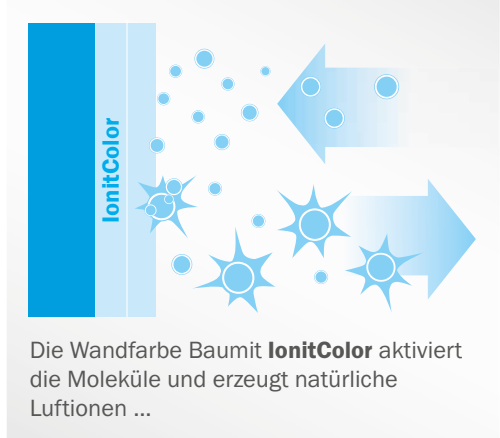 IonitColor
Die Wandfarbe Baumit IonitColor aktiviert
die Moleküle und erzeugt natürliche
Luftionen ...